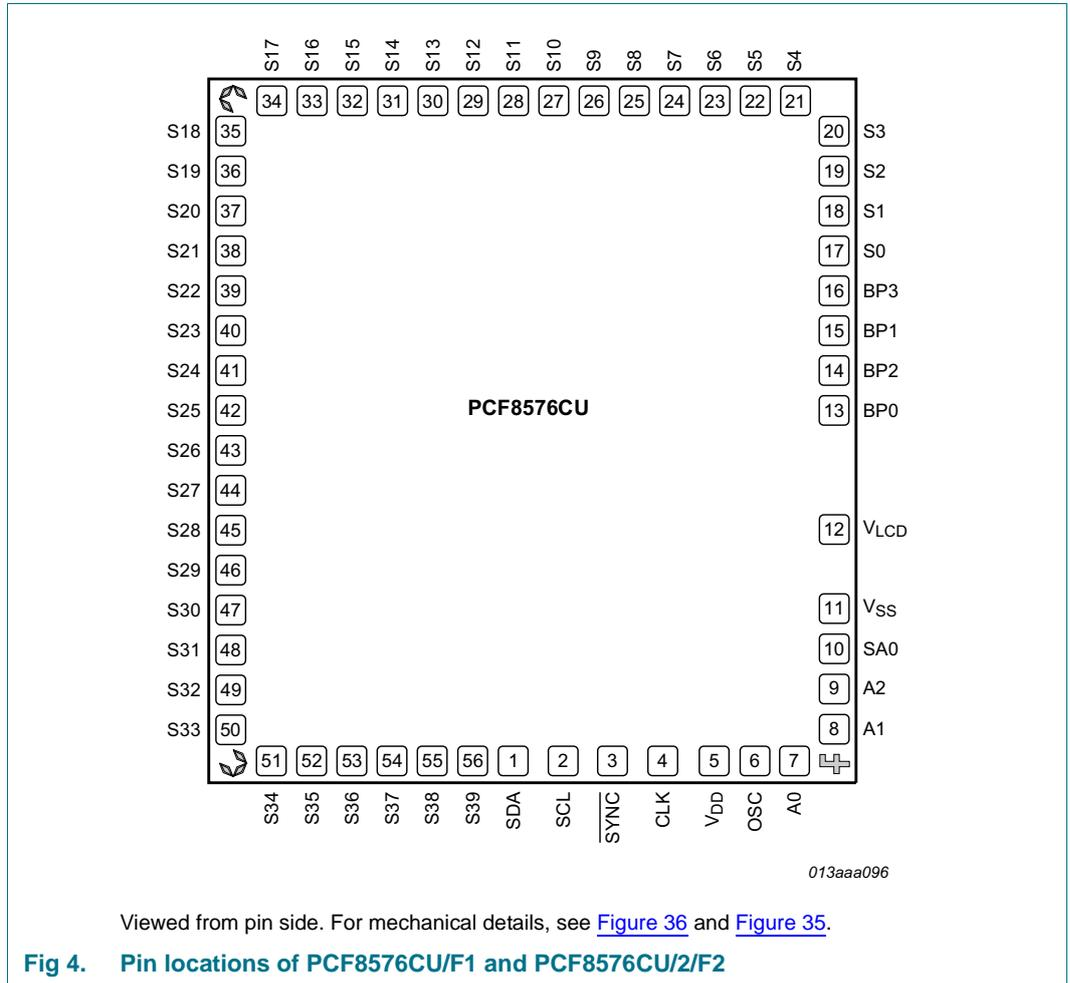 S17 S16 S15 S14 S13 S12 S11 S10 S9 S8 S7 S6 S5 S4
34 33 32 31 30 29 28 27 26 25 24 23 22 21
S18 35 20 S3
S19 36 19 S2
S20 37 18 S1
S21 38 17 S0
S22 39 16 BP3
S23 40 15 BP1
S24 41 14 BP2
S25 42 PCF8576CU 13 BP0
S26 43
S27 44
S28 45 12 VLCD
S29 46
S30 47 11 VSS
S31 48 10 SA0
S32 49 9 A2
S33 50 8 A1
51 52 53 54 55 56 1 2 3 4 5 6 7
S34 S35 S36 S37 S38 S39 SDA SCL SYNC CLK VDD OSC A0
013aaa096
Viewed from pin side. For mechanical details, see Figure 36 and Figure 35.
Fig 4. Pin locations of PCF8576CU/F1 and PCF8576CU/2/F2